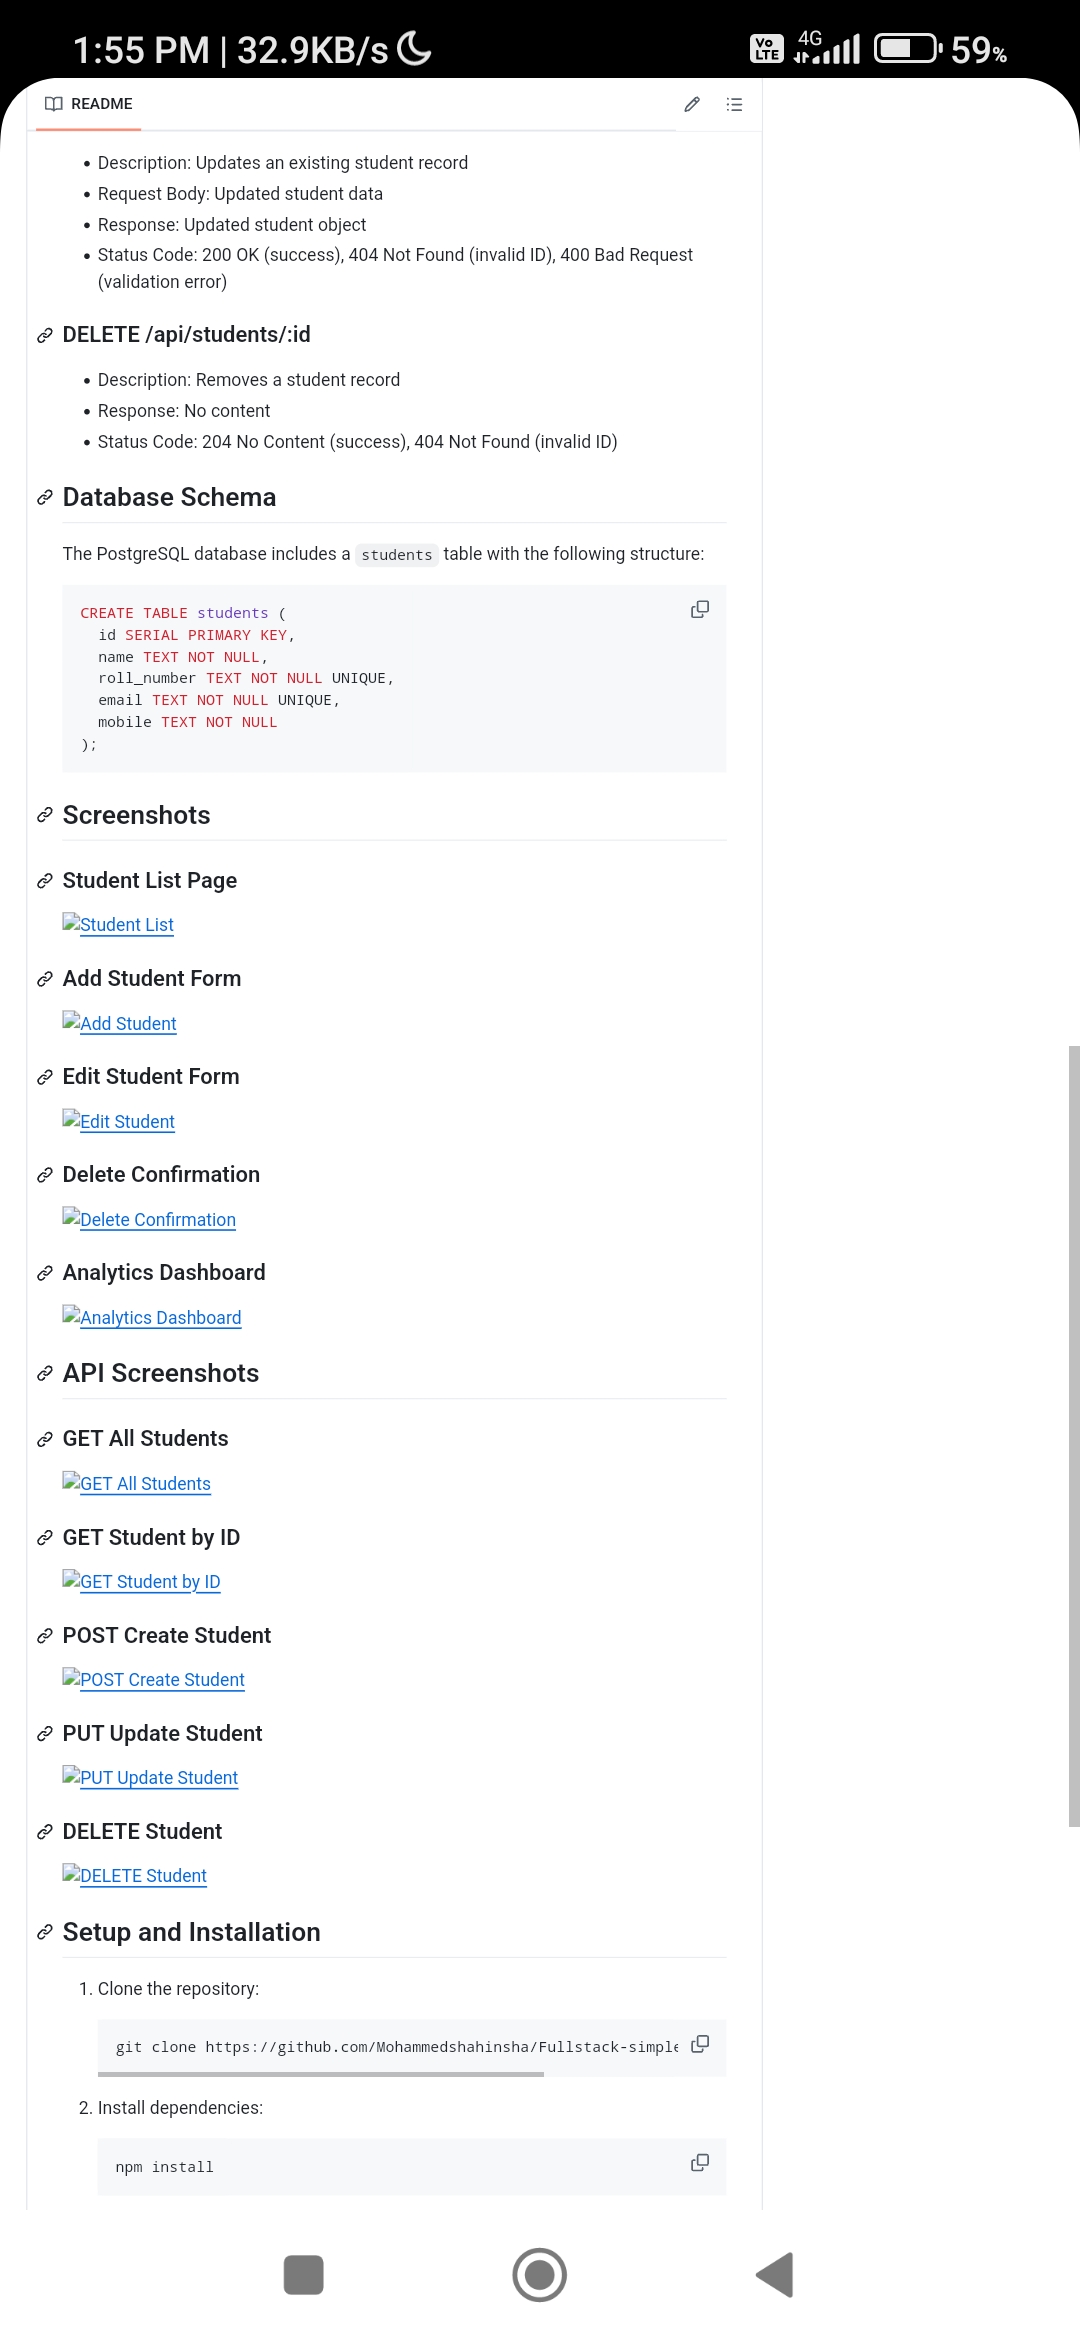 1:55 PM | 32.9KB/s
Vo LTE 4G 59%
README
• Description: Updates an existing student record
• Request Body: Updated student data
• Response: Updated student object
• Status Code: 200 OK (success), 404 Not Found (invalid ID), 400 Bad Request
(validation error)
DELETE /api/students/:id
• Description: Removes a student record
• Response: No content
• Status Code: 204 No Content (success), 404 Not Found (invalid ID)
Database Schema
The PostgreSQL database includes a students table with the following structure:
CREATE TABLE students (
id SERIAL PRIMARY KEY,
name TEXT NOT NULL,
roll_number TEXT NOT NULL UNIQUE,
email TEXT NOT NULL UNIQUE,
mobile TEXT NOT NULL
);
Screenshots
Student List Page
Student List
Add Student Form
Add Student
Edit Student Form
Edit Student
Delete Confirmation
Delete Confirmation
Analytics Dashboard
Analytics Dashboard
API Screenshots
GET All Students
GET All Students
GET Student by ID
GET Student by ID
POST Create Student
POST Create Student
PUT Update Student
PUT Update Student
DELETE Student
DELETE Student
Setup and Installation
1. Clone the repository:
git clone https://github.com/Mohammedshahinsha/Fullstack-simple
2. Install dependencies:
npm install